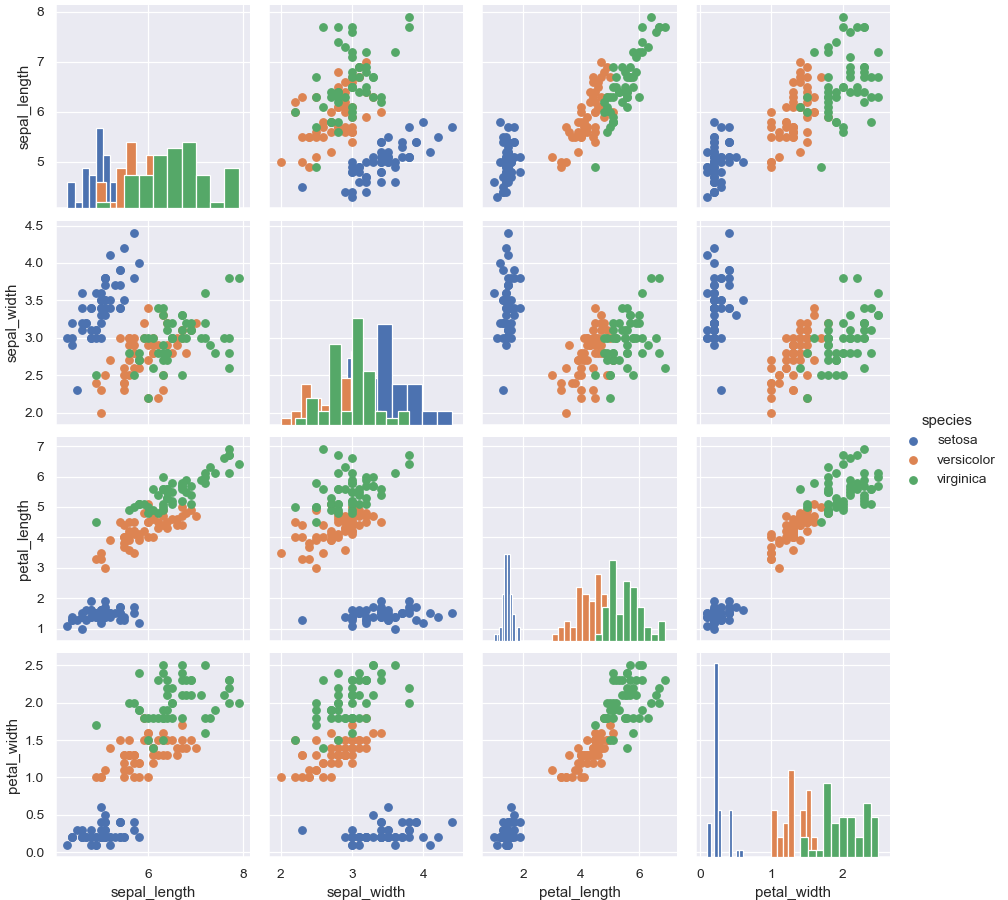 8
7
6
5
sepal_length
4.5
4.0
3.5
3.0
2.5
2.0
sepal_width
7
6
5
4
3
2
1
petal_length
2.5
2.0
1.5
1.0
0.5
0.0
petal_width
6 8
sepal_length
2 3 4
sepal_width
2 4 6
petal_length
0 1 2
petal_width
species
setosa
versicolor
virginica